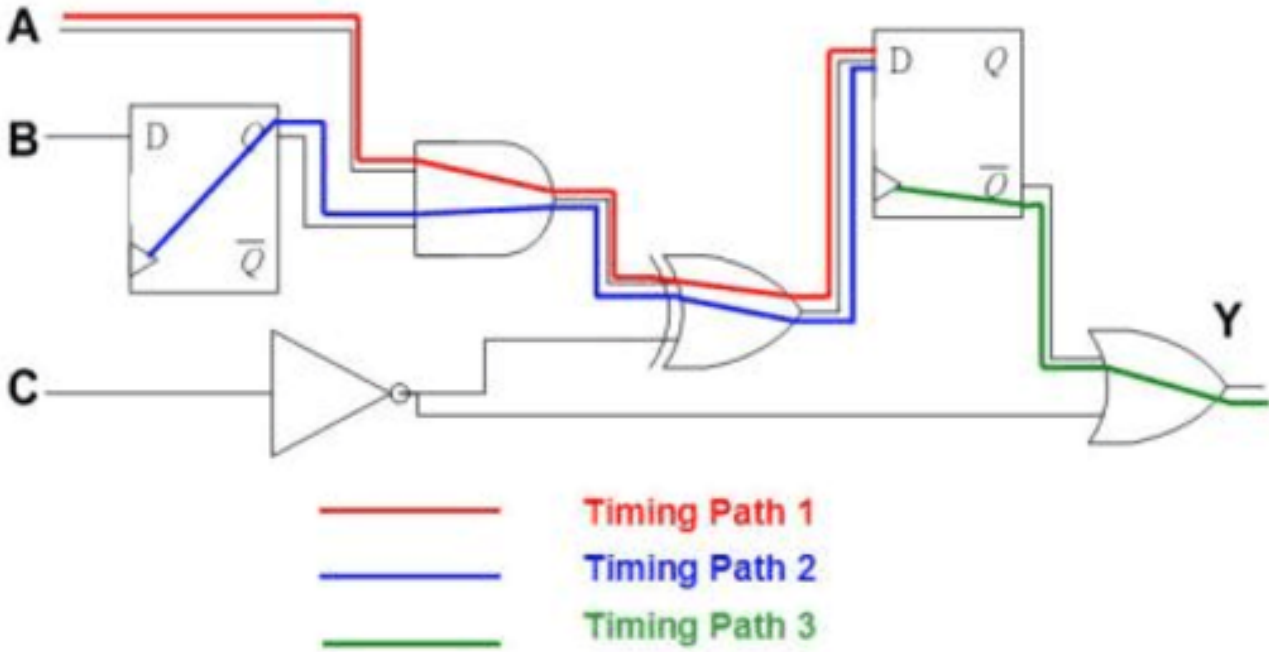 A
D Q
B
D Q
Q
Q
Y
C
Timing Path 1
Timing Path 2
Timing Path 3